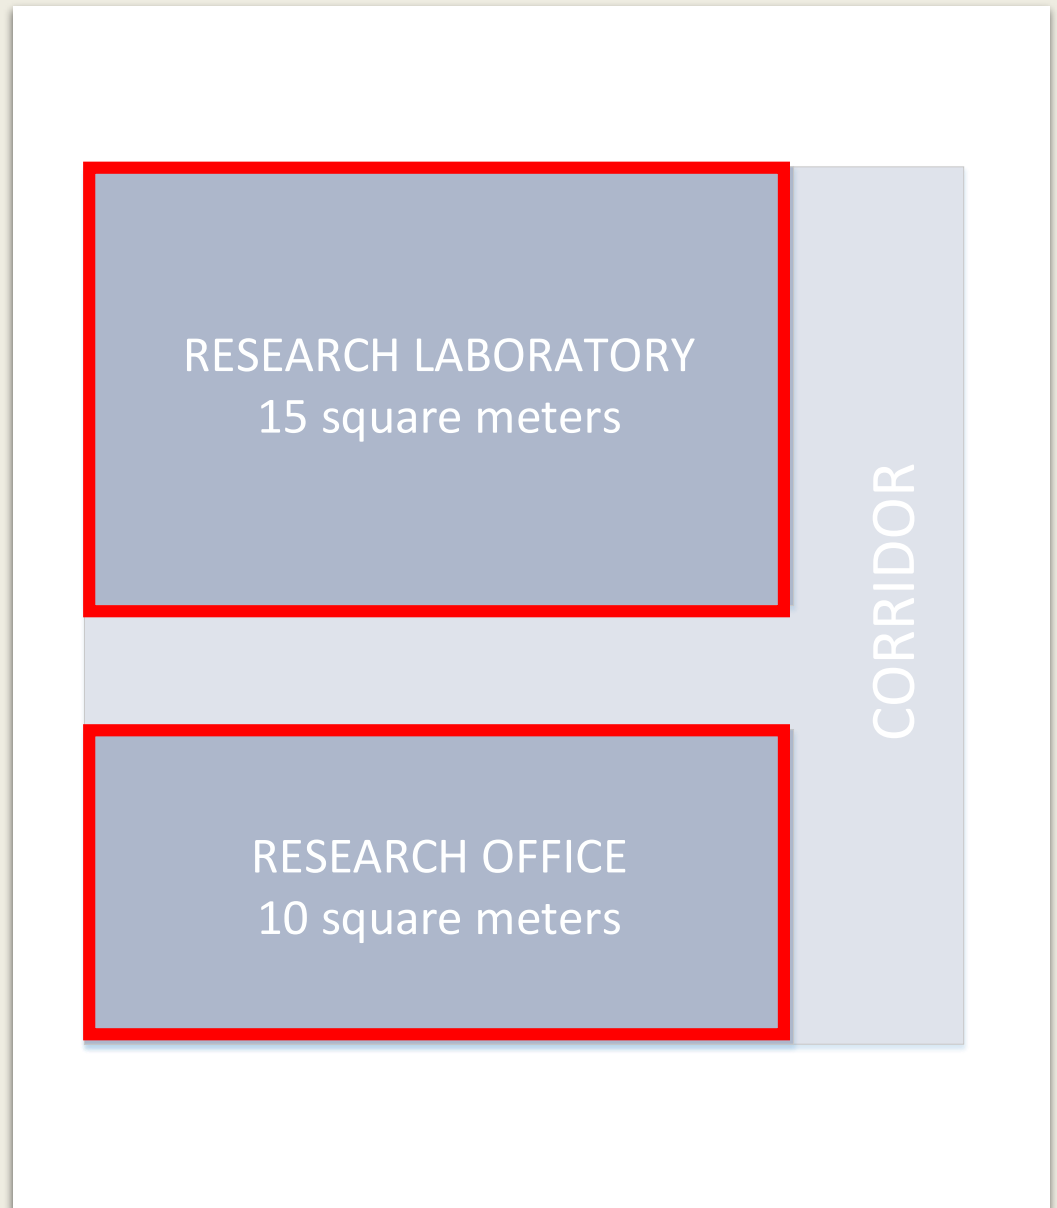 RESEARCH LABORATORY
15 square meters
CORRIDOR
RESEARCH OFFICE
10 square meters